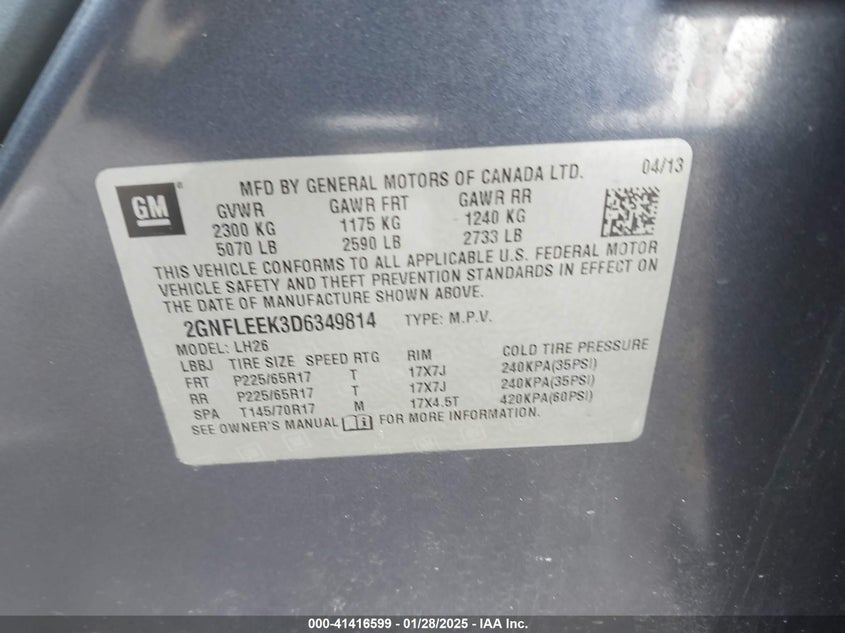 GM
MFD BY GENERAL MOTORS OF CANADA LTD. 04/13
GVWR GAWR FRT GAWR RR
2300 KG 1175 KG 1240 KG
5070 LB 2590 LB 2733 LB
THIS VEHICLE CONFORMS TO ALL APPLICABLE U.S. FEDERAL MOTOR
VEHICLE SAFETY AND THEFT PREVENTION STANDARDS IN EFFECT ON
THE DATE OF MANUFACTURE SHOWN ABOVE.
2GNFLEEK3D6349814 TYPE: M.P.V.
MODEL: LH26
LBBJ TIRE SIZE SPEED RTG RIM COLD TIRE PRESSURE
FRT P225/65R17 T 17X7J 240KPA(35PSI)
RR P225/65R17 T 17X7J 240KPA(35PSI)
SPA T145/70R17 M 17X4.5T 420KPA(60PSI)
SEE OWNER'S MANUAL FOR MORE INFORMATION.
000-41416599 - 01/28/2025 - IAA Inc.